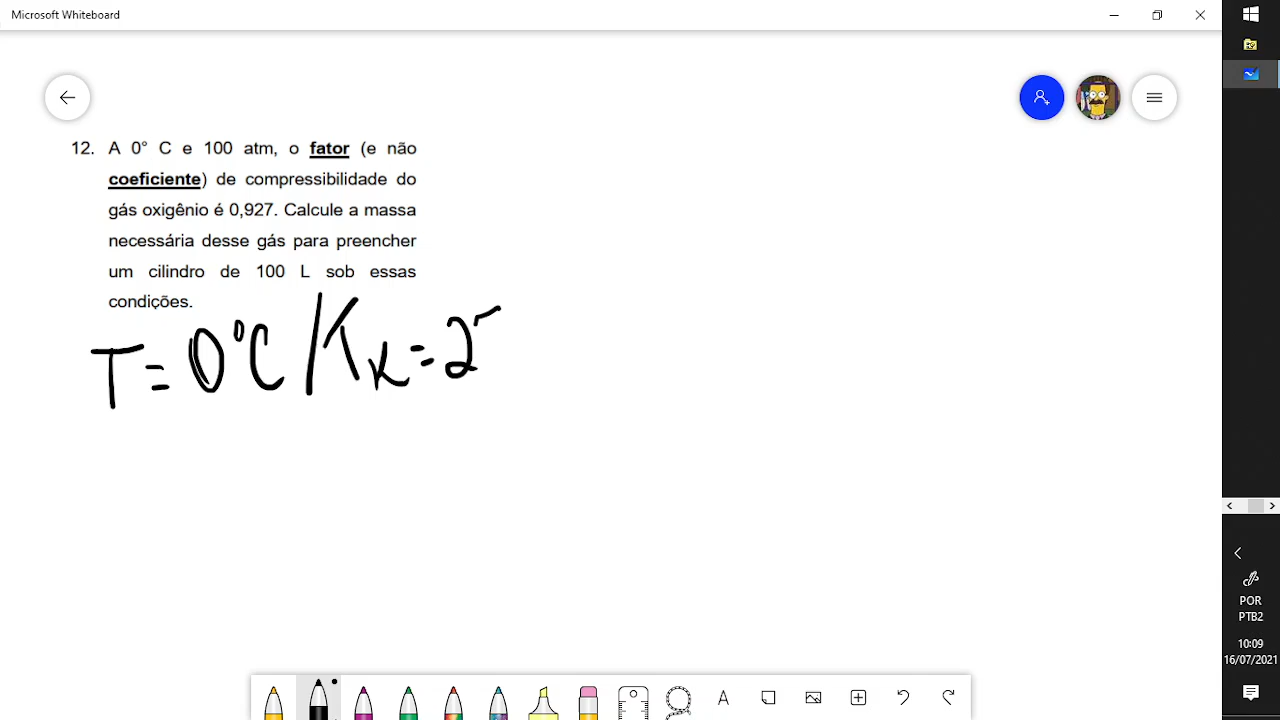 Microsoft Whiteboard
12. A 0° C e 100 atm, o fator (e não
coeficiente) de compressibilidade do
gás oxigênio é 0,927. Calcule a massa
necessária desse gás para preencher
um cilindro de 100 L sob essas
condições.
T = 0°C / TK = 2
A
POR
PTB2
10:09
16/07/2021